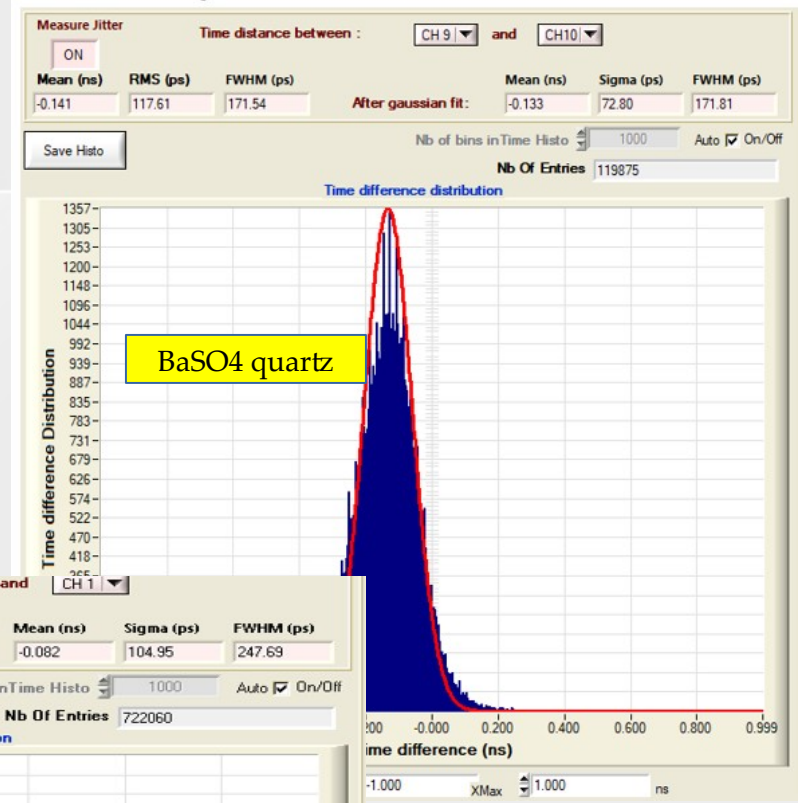 Measure Jitter
ON
Time distance between : CH 9 and CH10
Mean (ns) RMS (ps) FWHM (ps) Mean (ns) Sigma (ps) FWHM (ps)
-0.141 117.61 171.54 After gaussian fit: -0.133 72.80 171.81
Save Histo
Nb of bins in Time Histo 1000 Auto On/Off
Nb Of Entries 119875
Time difference distribution
1357
1305
1253
1200
1148
1096
1044
992
939
887
835
783
731
679
626
574
522
470
418
Time difference Distribution
BaSO4 quartz
and CH 1
Mean (ns) Sigma (ps) FWHM (ps)
-0.082 104.95 247.69
nTime Histo 1000 Auto On/Off
Nb Of Entries 722060
on
200 -0.000 0.200 0.400 0.600 0.800 0.999
ime difference (ns)
-1.000 XMax 1.000 ns